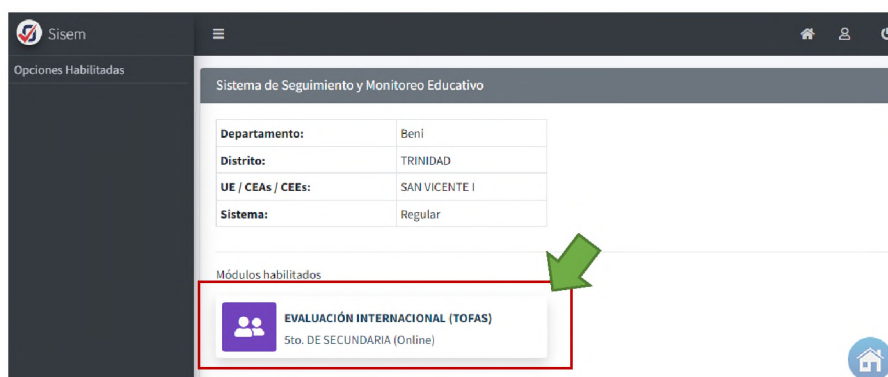 Sisem
Opciones Habilitadas
Sistema de Seguimiento y Monitoreo Educativo
Departamento: Beni
Distrito: TRINIDAD
UE / CEAs / CEEs: SAN VICENTE I
Sistema: Regular
Módulos habilitados
EVALUACIÓN INTERNACIONAL (TOFAS)
5to. DE SECUNDARIA (Online)